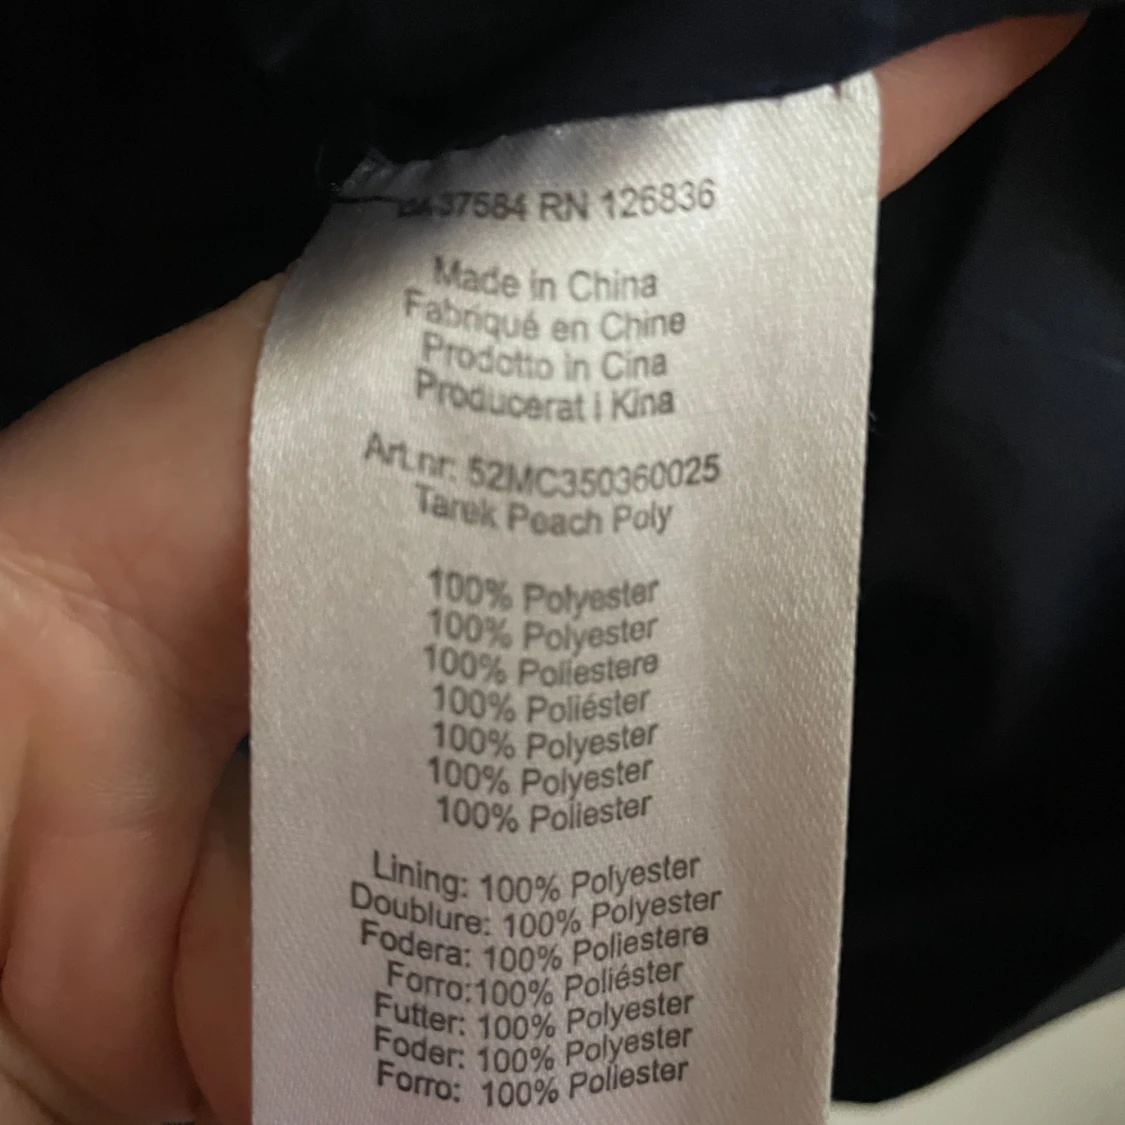 37584 RN 126836
Made in China
Fabriqué en Chine
Prodotto in Cina
Producerat i Kina
Art.nr: 52MC350360025
Tarek Peach Poly
100% Polyester
100% Polyester
100% Poliestere
100% Poliéster
100% Polyester
100% Polyester
100% Poliester
Lining: 100% Polyester
Doublure: 100% Polyester
Fodera: 100% Poliestere
Forro:100% Poliéster
Futter: 100% Polyester
Foder: 100% Polyester
Forro: 100% Poliester